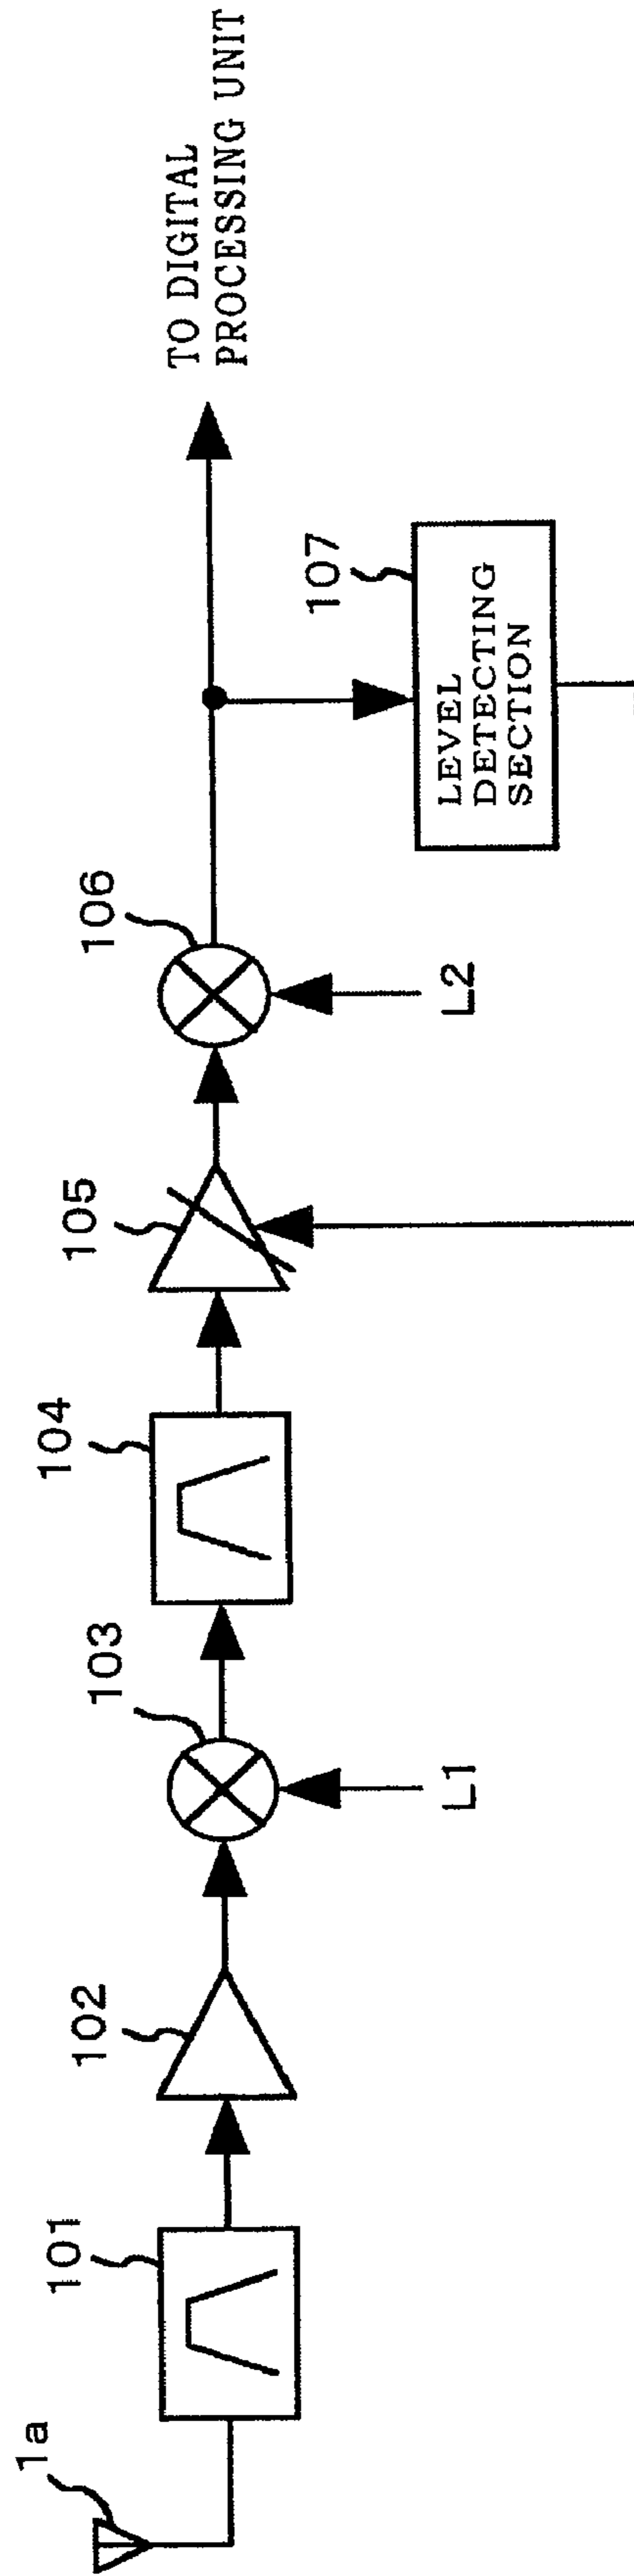 1a
101
102
103
L1
104
105
106
L2
107
LEVEL
DETECTING
SECTION
TO DIGITAL
PROCESSING UNIT